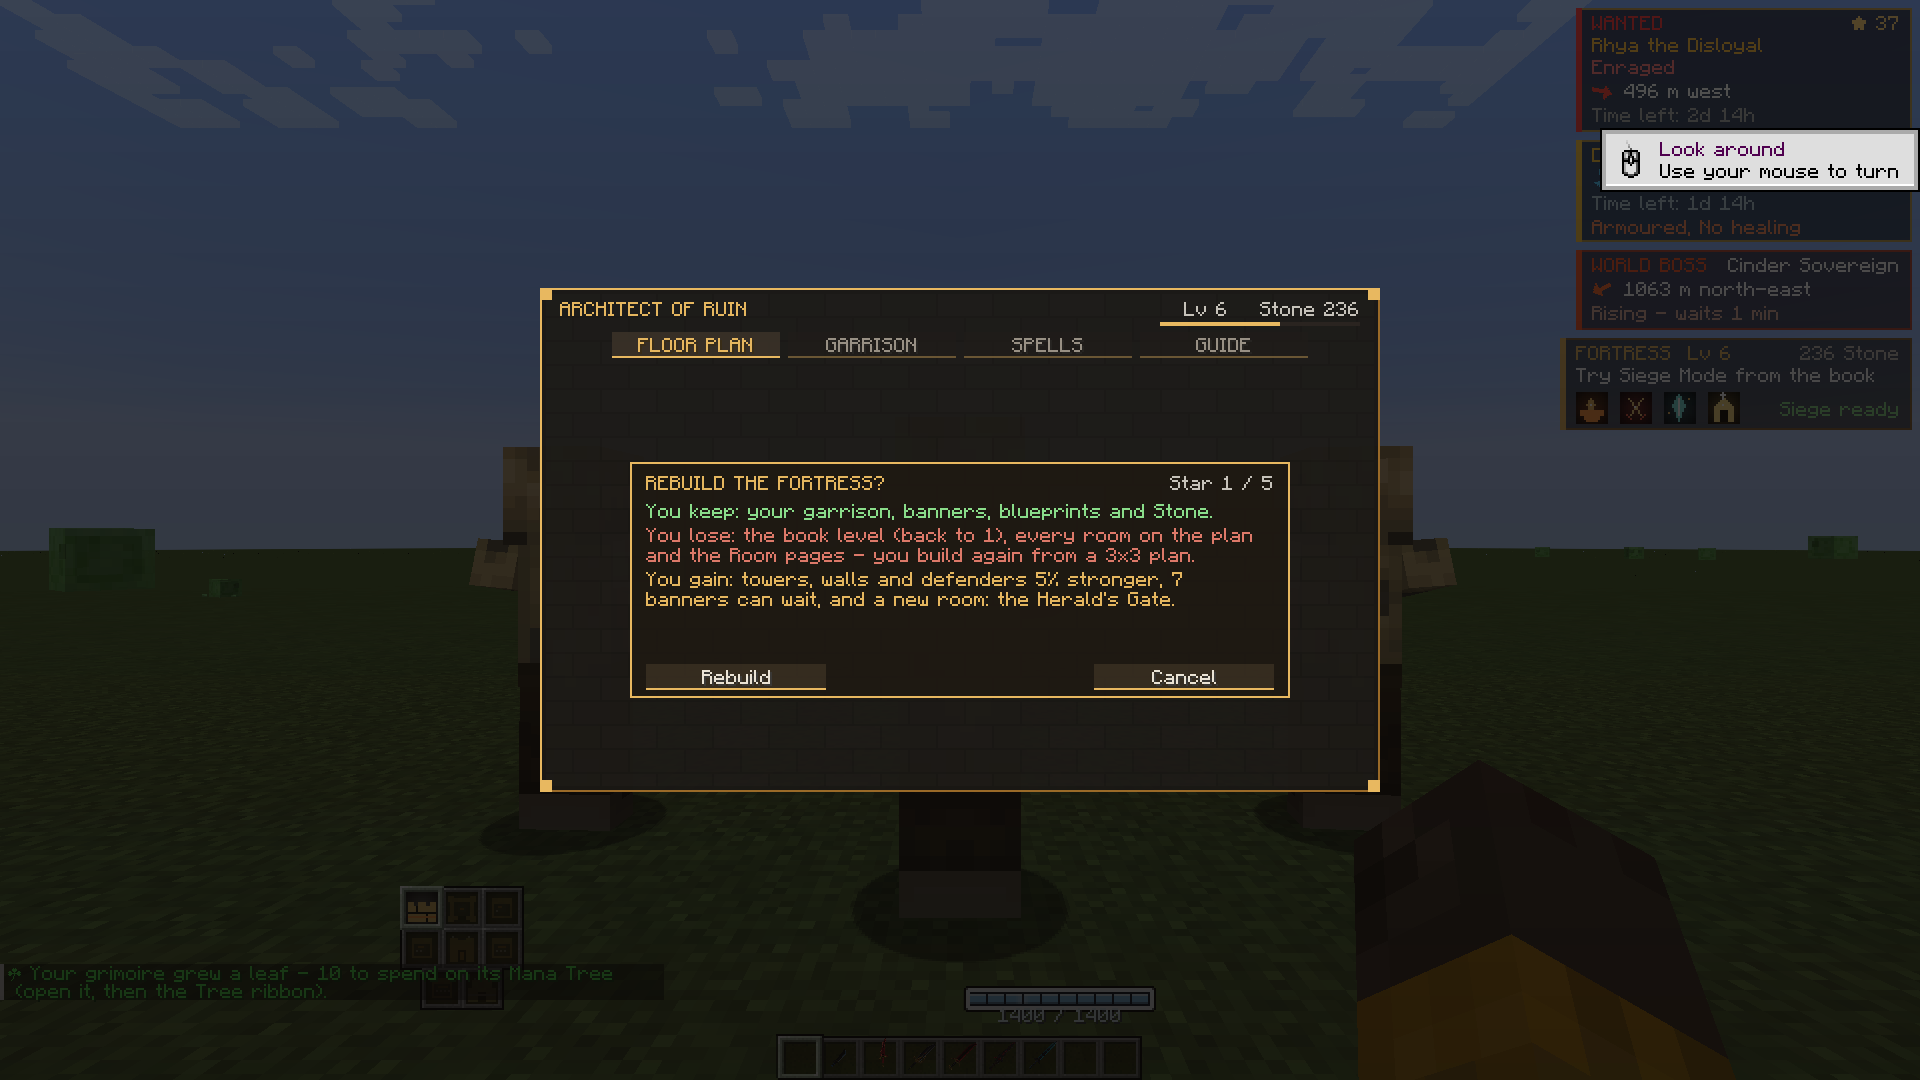 WANTED ★ 37
Rhya the Disloyal
Enraged
496 m west
Time left: 2d 14h
Look around
Use your mouse to turn
Time left: 1d 14h
Armoured, No healing
WORLD BOSS Cinder Sovereign
1063 m north-east
Rising - waits 1 min
FORTRESS Lv 6 236 Stone
Try Siege Mode from the book
Siege ready
ARCHITECT OF RUIN Lv 6 Stone 236
FLOOR PLAN GARRISON SPELLS GUIDE
REBUILD THE FORTRESS? Star 1 / 5
You keep: your garrison, banners, blueprints and Stone.
You lose: the book level (back to 1), every room on the plan
and the Room pages - you build again from a 3x3 plan.
You gain: towers, walls and defenders 5% stronger, 7
banners can wait, and a new room: the Herald's Gate.
Rebuild Cancel
Your grimoire grew a leaf - 10 to spend on its Mana Tree
(open it, then the Tree ribbon).
1400 / 1400